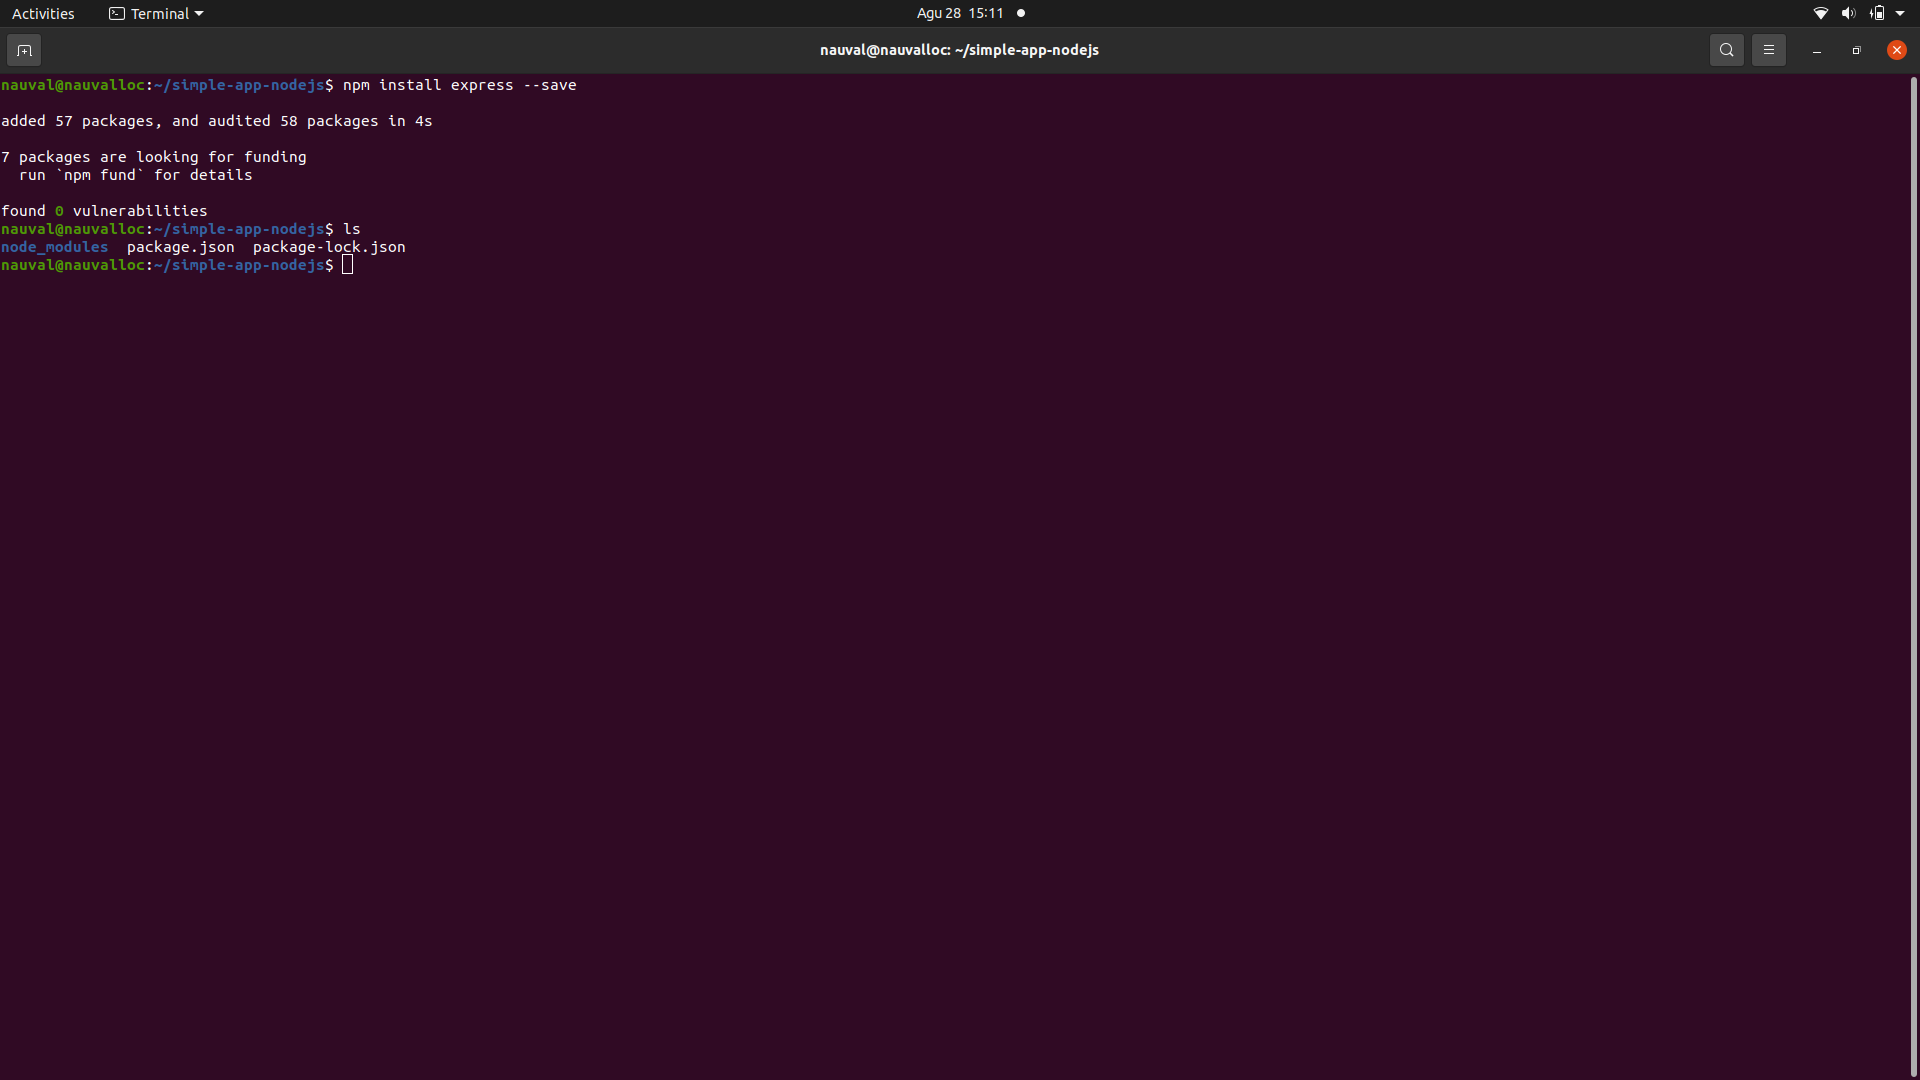 Activities Terminal Agu 28 15:11
nauval@nauvalloc: ~/simple-app-nodejs
nauval@nauvalloc:~/simple-app-nodejs$ npm install express --save
added 57 packages, and audited 58 packages in 4s
7 packages are looking for funding
  run `npm fund` for details
found 0 vulnerabilities
nauval@nauvalloc:~/simple-app-nodejs$ ls
node_modules  package.json  package-lock.json
nauval@nauvalloc:~/simple-app-nodejs$